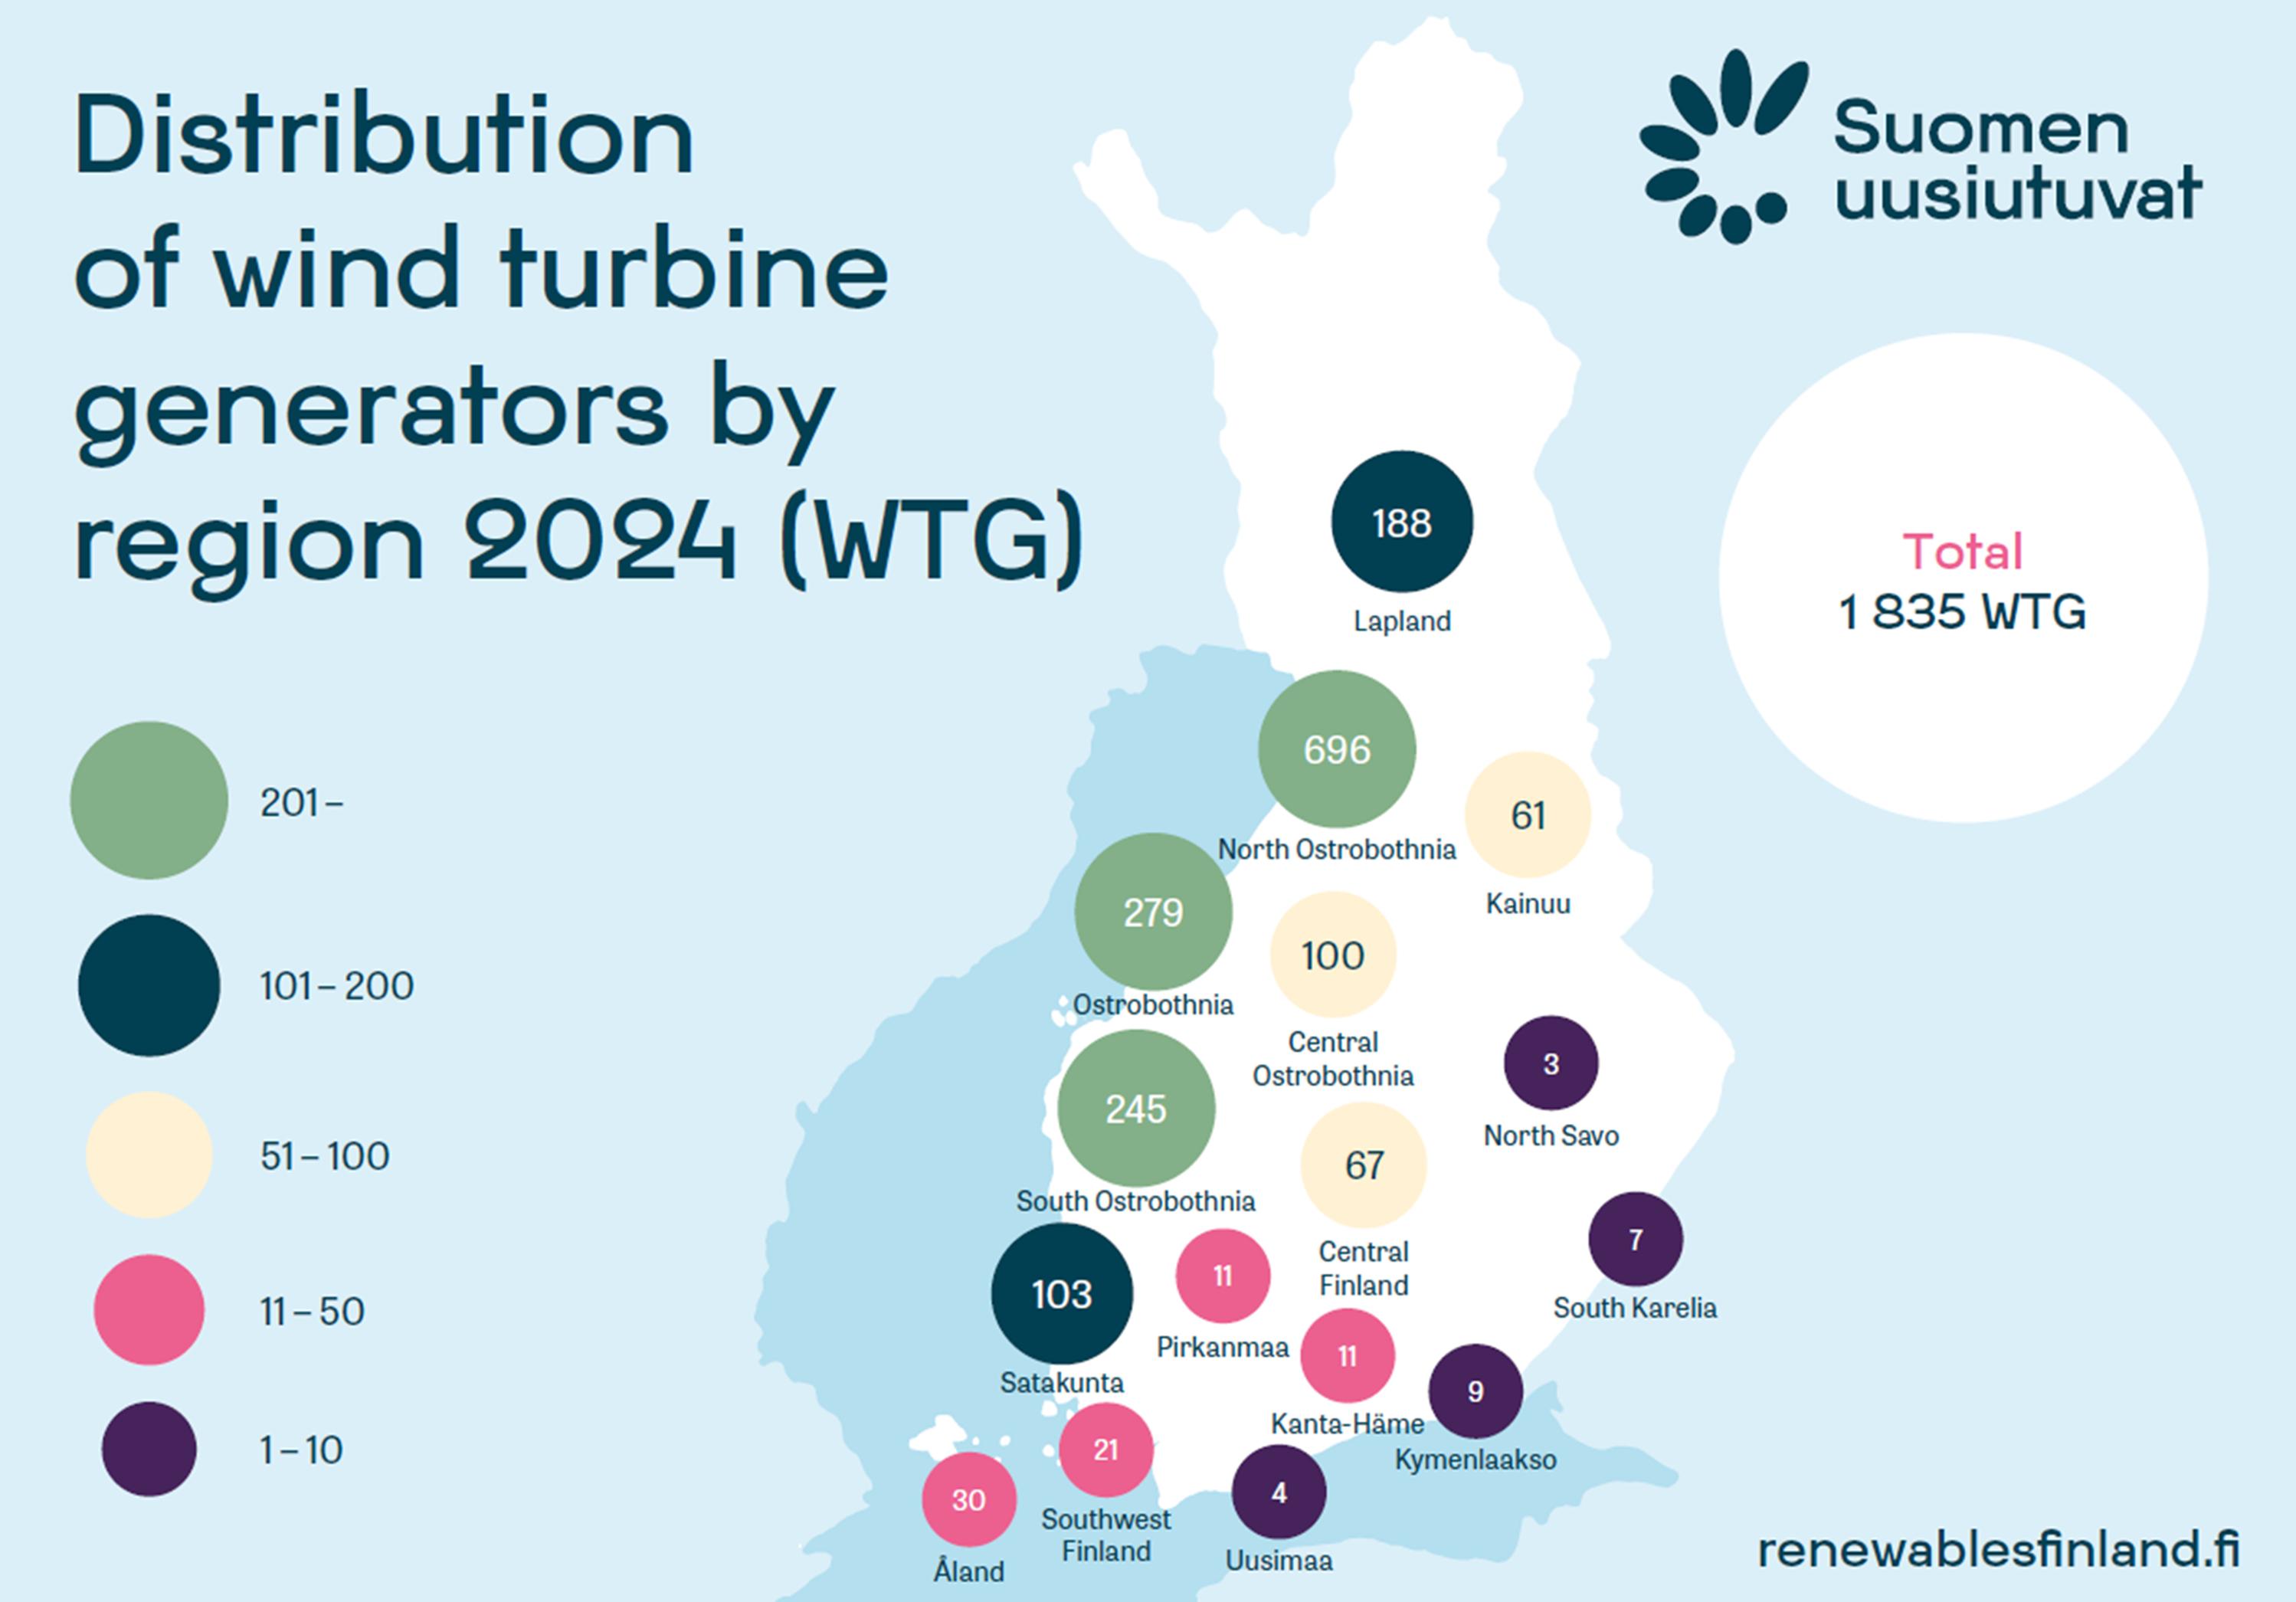 Distribution
of wind turbine
generators by
region 2024 (WTG)
Suomen
uusiutuvat
Total
1 835 WTG
201–
101–200
51–100
11–50
1–10
188
Lapland
696
North Ostrobothnia
61
Kainuu
279
Ostrobothnia
100
Central
Ostrobothnia
3
North Savo
245
South Ostrobothnia
67
Central
Finland
7
South Karelia
103
Satakunta
11
Pirkanmaa
11
Kanta-Häme
9
Kymenlaakso
21
Southwest
Finland
30
Åland
4
Uusimaa
renewablesfinland.fi